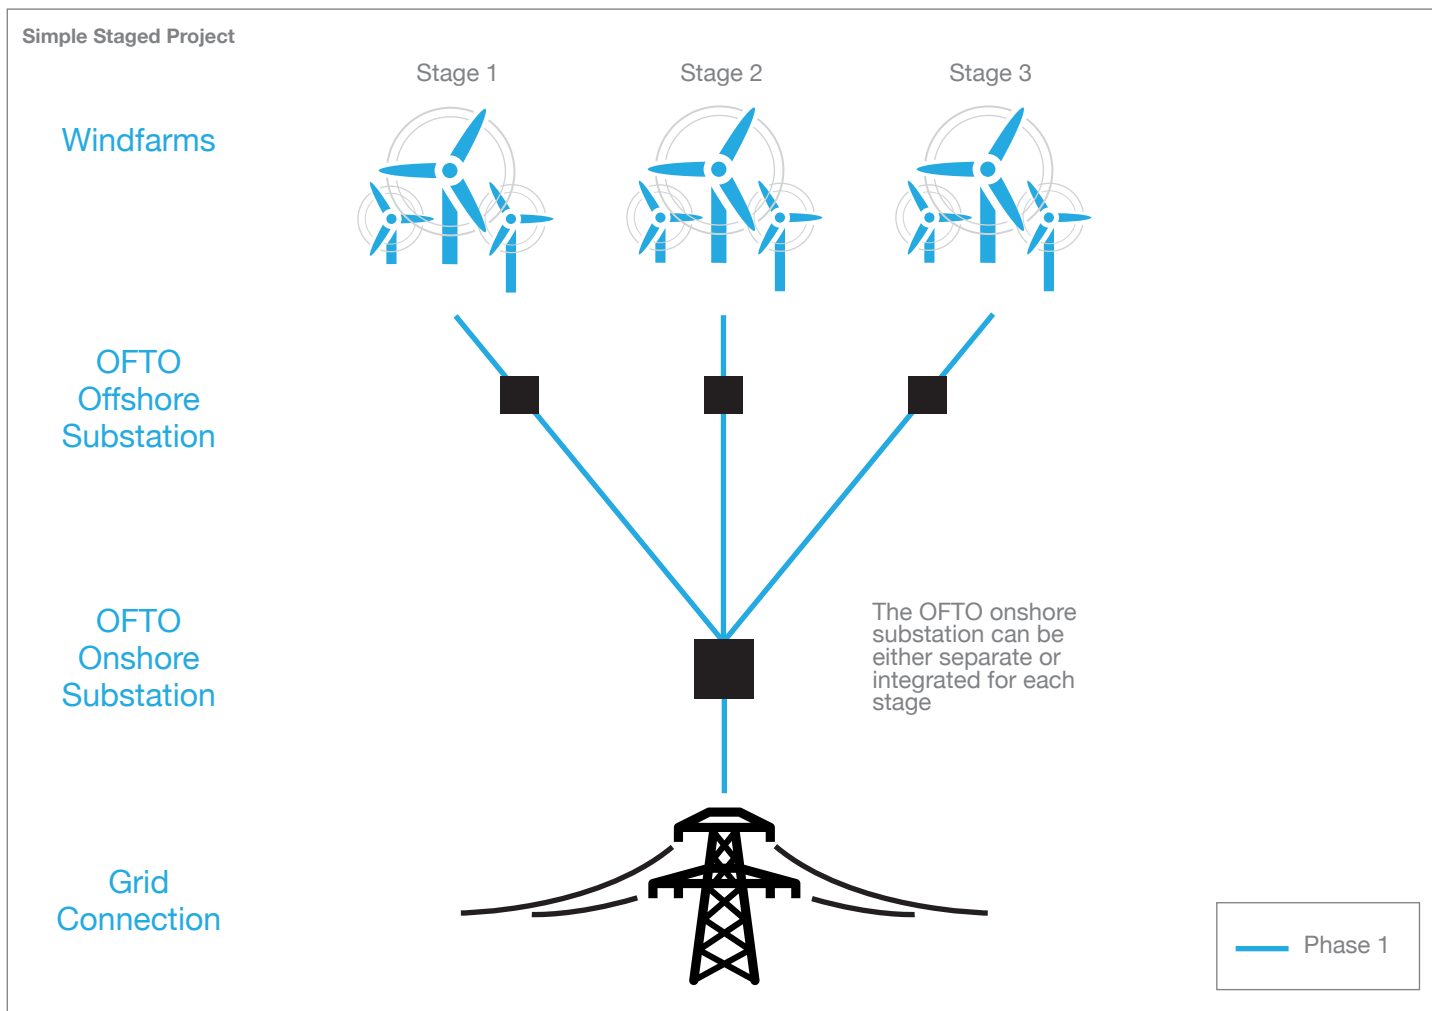 Simple Staged Project
Stage 1
Stage 2
Stage 3
Windfarms
OFTO
Offshore
Substation
OFTO
Onshore
Substation
The OFTO onshore
substation can be
either separate or
integrated for each
stage
Grid
Connection
Phase 1